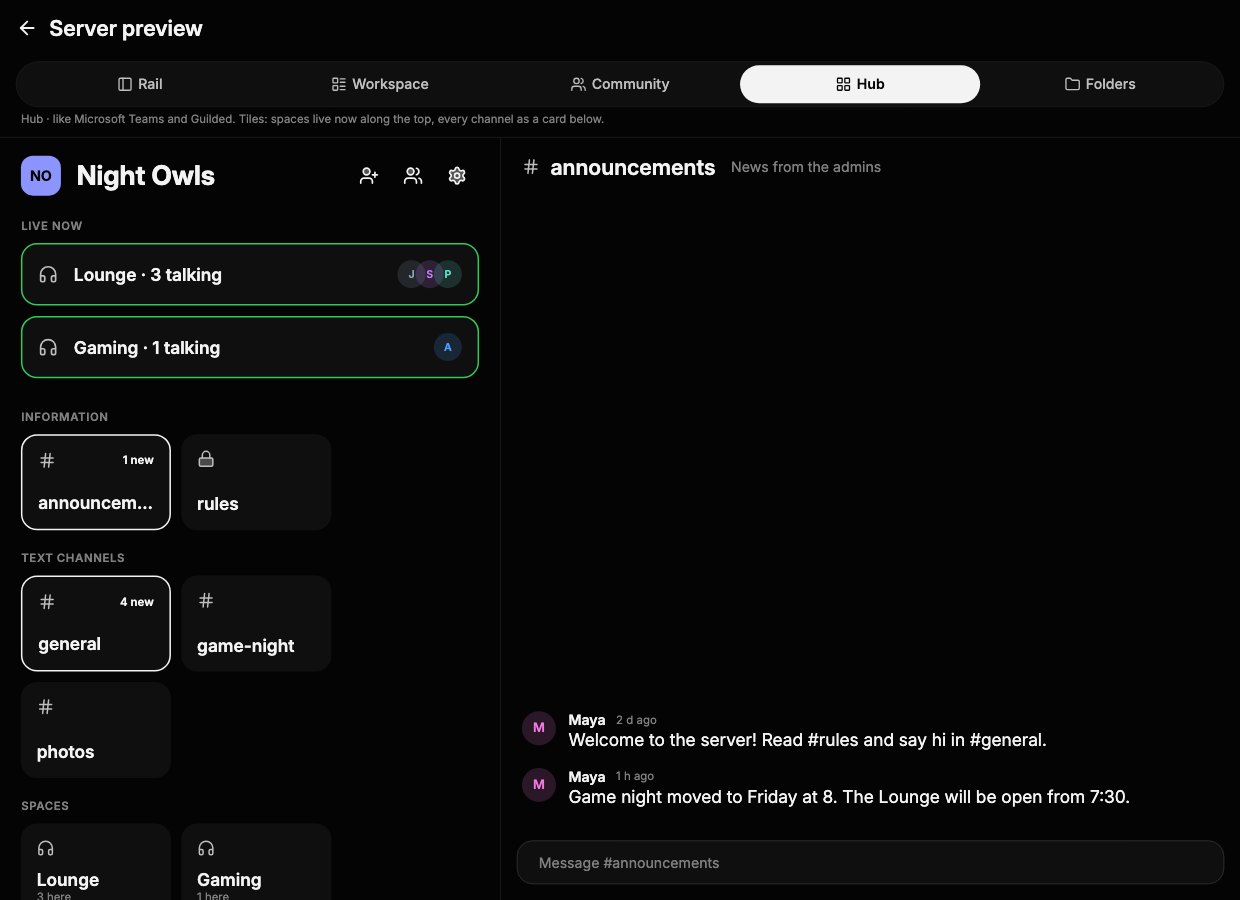 Server preview
Rail
Workspace
Community
Hub
Folders
Hub · like Microsoft Teams and Guilded. Tiles: spaces live now along the top, every channel as a card below.
NO
Night Owls
LIVE NOW
Lounge · 3 talking
J S P
Gaming · 1 talking
A
INFORMATION
# 1 new
announcem...
rules
TEXT CHANNELS
# 4 new
general
#
game-night
#
photos
SPACES
Lounge
3 here
Gaming
1 here
# announcements News from the admins
M
Maya 2 d ago
Welcome to the server! Read #rules and say hi in #general.
M
Maya 1 h ago
Game night moved to Friday at 8. The Lounge will be open from 7:30.
Message #announcements